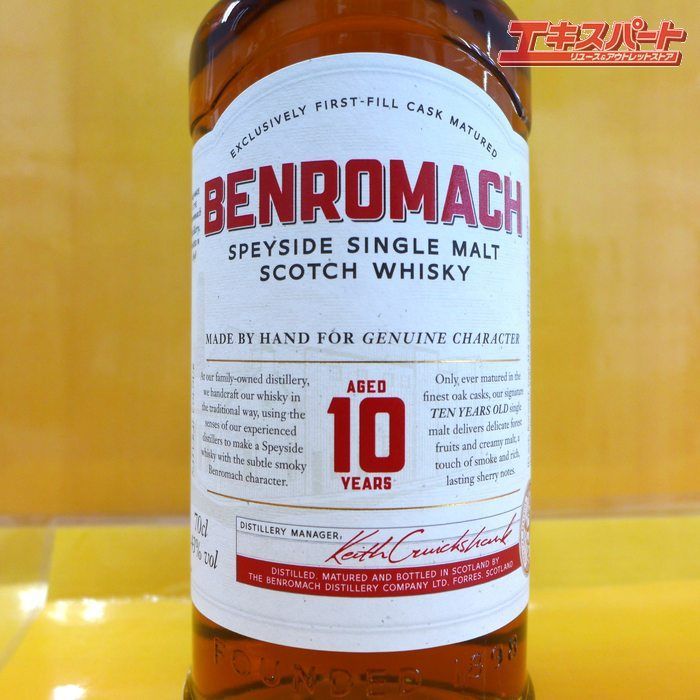 エキスパート
リユース&アウトレットストア
EXCLUSIVELY FIRST-FILL CASK MATURED
BENROMACH
SPEYSIDE SINGLE MALT
SCOTCH WHISKY
MADE BY HAND FOR GENUINE CHARACTER
At our family-owned distillery,
we handcraft our whisky in
the traditional way, using the
senses of our experienced
distillers to make a Speyside
whisky with the subtle smoky
Benromach character.
AGED
10
YEARS
Only, ever matured in the
finest oak casks, our signature
TEN YEARS OLD single
malt delivers delicate forest
fruits and creamy malt, a
touch of smoke and rich,
lasting sherry notes.
70cl
% vol
DISTILLERY MANAGER:
Keith Cruickshank
DISTILLED, MATURED AND BOTTLED IN SCOTLAND BY
THE BENROMACH DISTILLERY COMPANY LTD. FORRES. SCOTLAND
FOUNDED 1898